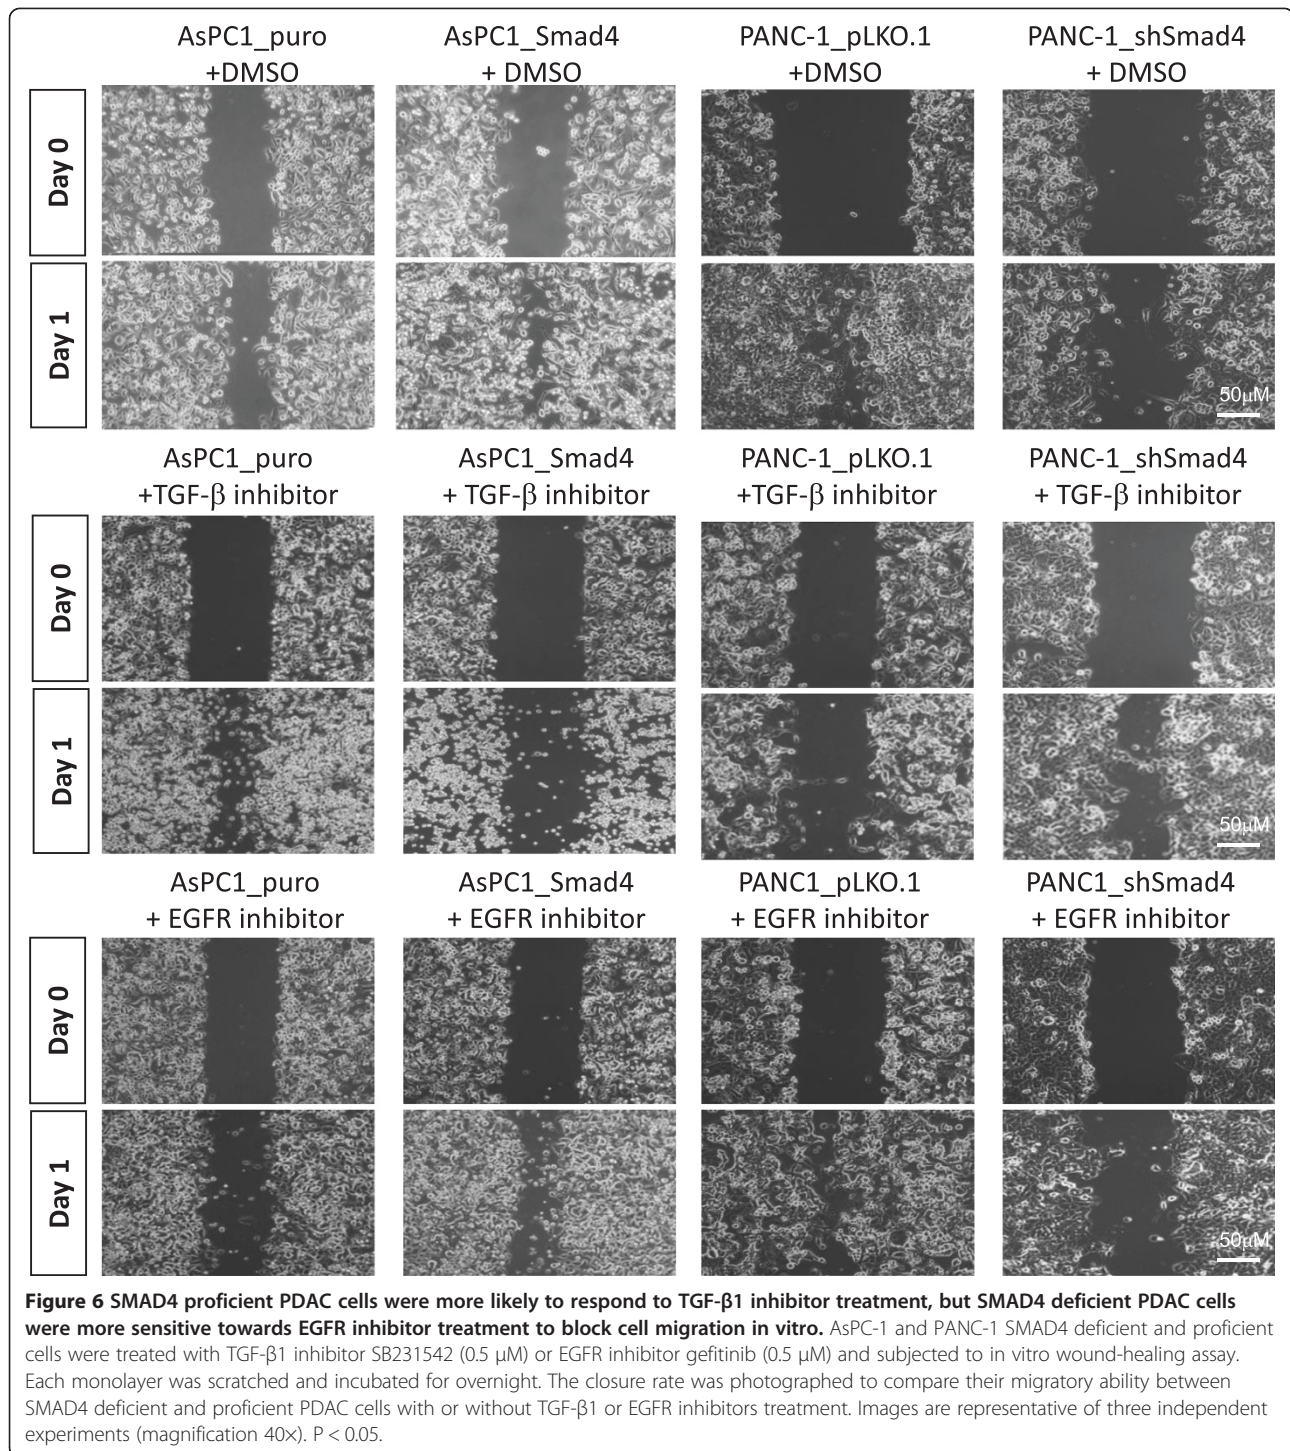 AsPC1_puro
+DMSO
AsPC1_Smad4
+ DMSO
PANC-1_pLKO.1
+DMSO
PANC-1_shSmad4
+ DMSO
Day 0
Day 1
50µM
AsPC1_puro
+TGF-β inhibitor
AsPC1_Smad4
+ TGF-β inhibitor
PANC-1_pLKO.1
+TGF-β inhibitor
PANC-1_shSmad4
+ TGF-β inhibitor
Day 0
Day 1
50µM
AsPC1_puro
+ EGFR inhibitor
AsPC1_Smad4
+ EGFR inhibitor
PANC1_pLKO.1
+ EGFR inhibitor
PANC1_shSmad4
+ EGFR inhibitor
Day 0
Day 1
50µM
Figure 6 SMAD4 proficient PDAC cells were more likely to respond to TGF-β1 inhibitor treatment, but SMAD4 deficient PDAC cells
were more sensitive towards EGFR inhibitor treatment to block cell migration in vitro. AsPC-1 and PANC-1 SMAD4 deficient and proficient
cells were treated with TGF-β1 inhibitor SB231542 (0.5 µM) or EGFR inhibitor gefitinib (0.5 µM) and subjected to in vitro wound-healing assay.
Each monolayer was scratched and incubated for overnight. The closure rate was photographed to compare their migratory ability between
SMAD4 deficient and proficient PDAC cells with or without TGF-β1 or EGFR inhibitors treatment. Images are representative of three independent
experiments (magnification 40×). P < 0.05.